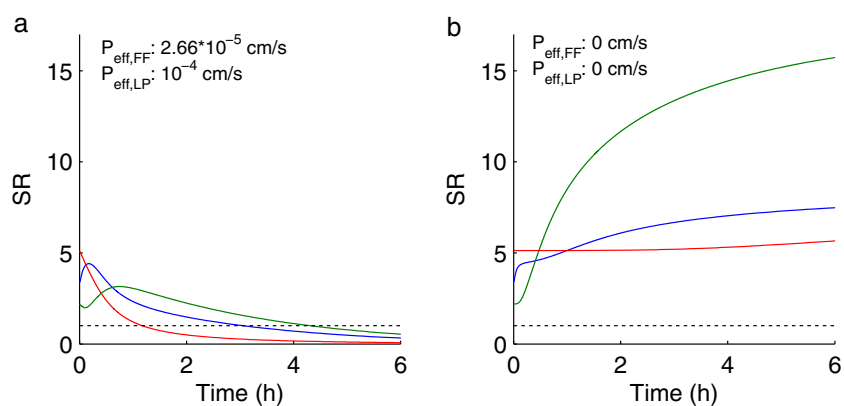 a
P_eff,FF: 2.66*10^−5 cm/s
P_eff,LP: 10^−4 cm/s
15
10
5
0
SR
0 2 4 6
Time (h)
b
P_eff,FF: 0 cm/s
P_eff,LP: 0 cm/s
15
10
5
0
SR
0 2 4 6
Time (h)